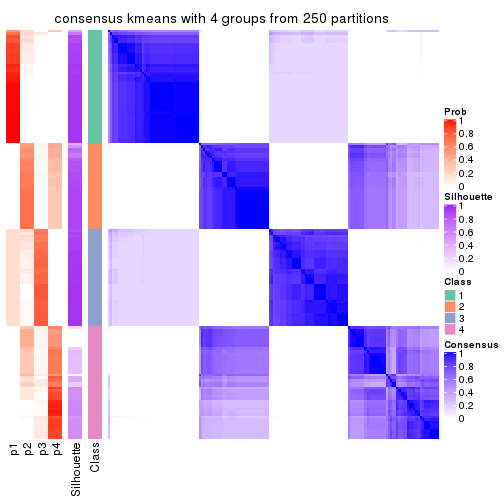 consensus kmeans with 4 groups from 250 partitions
Prob
1
0.8
0.6
0.4
0.2
0
Silhouette
1
0.8
0.6
0.4
0.2
0
Class
1
2
3
4
Consensus
1
0.8
0.6
0.4
0.2
0
p1
p2
p3
p4
Silhouette
Class